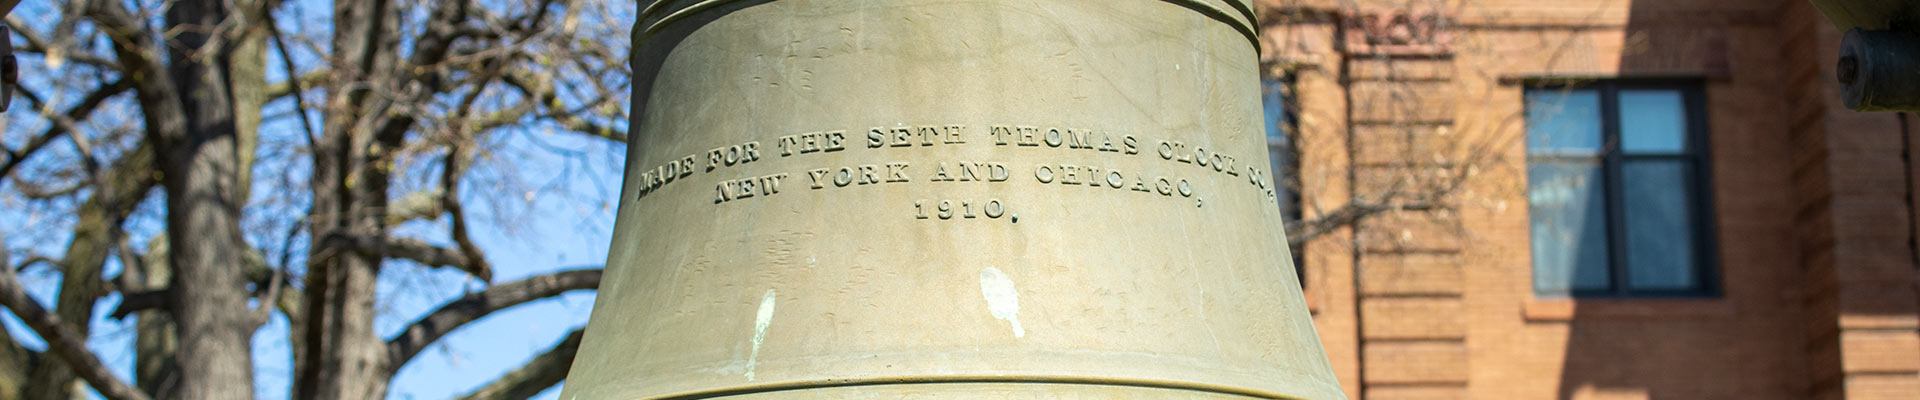 MADE FOR THE SETH THOMAS CLOCK CO.,
NEW YORK AND CHICAGO,
1910.